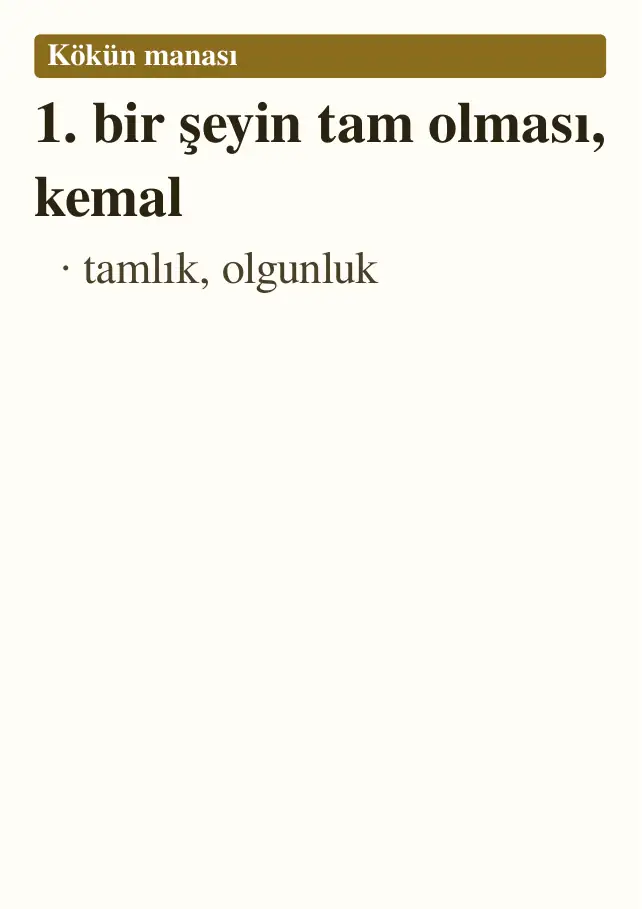 Kökün manası
1. bir şeyin tam olması,
kemal
· tamlık, olgunluk